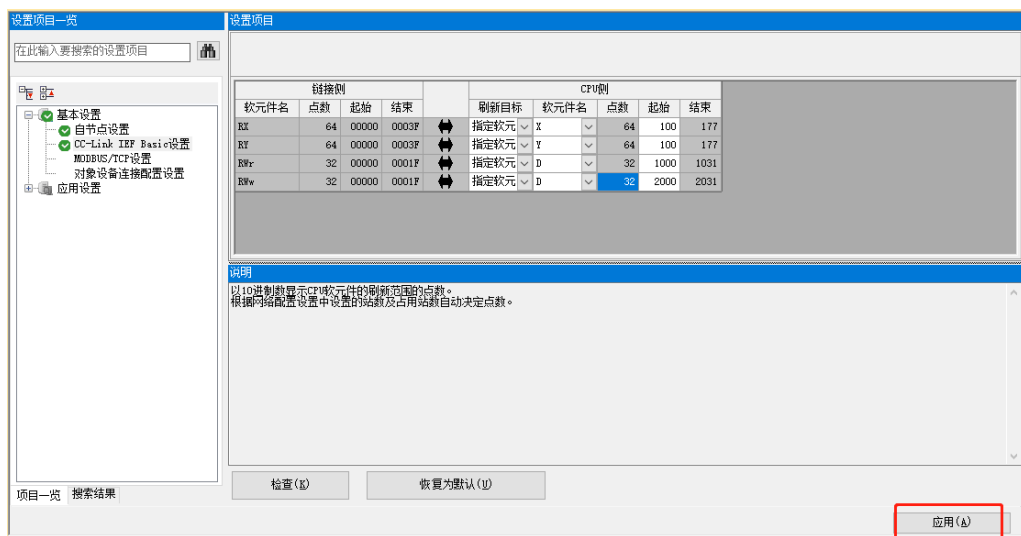 设置项目一览
在此输入要搜索的设置项目
基本设置
自节点设置
CC-Link IEF Basic设置
MODBUS/TCP设置
对象设备连接配置设置
应用设置
项目一览 搜索结果
设置项目
链接侧 CPU侧
软元件名 点数 起始 结束 刷新目标 软元件名 点数 起始 结束
RX 64 00000 0003F 指定软元 X 64 100 177
RY 64 00000 0003F 指定软元 Y 64 100 177
RWr 32 00000 0001F 指定软元 D 32 1000 1031
RWw 32 00000 0001F 指定软元 D 32 2000 2031
说明
以10进制数显示CPU软元件的刷新范围的点数。
根据网络配置设置中设置的站数及占用站数自动决定点数。
检查(K) 恢复为默认(U)
应用(A)